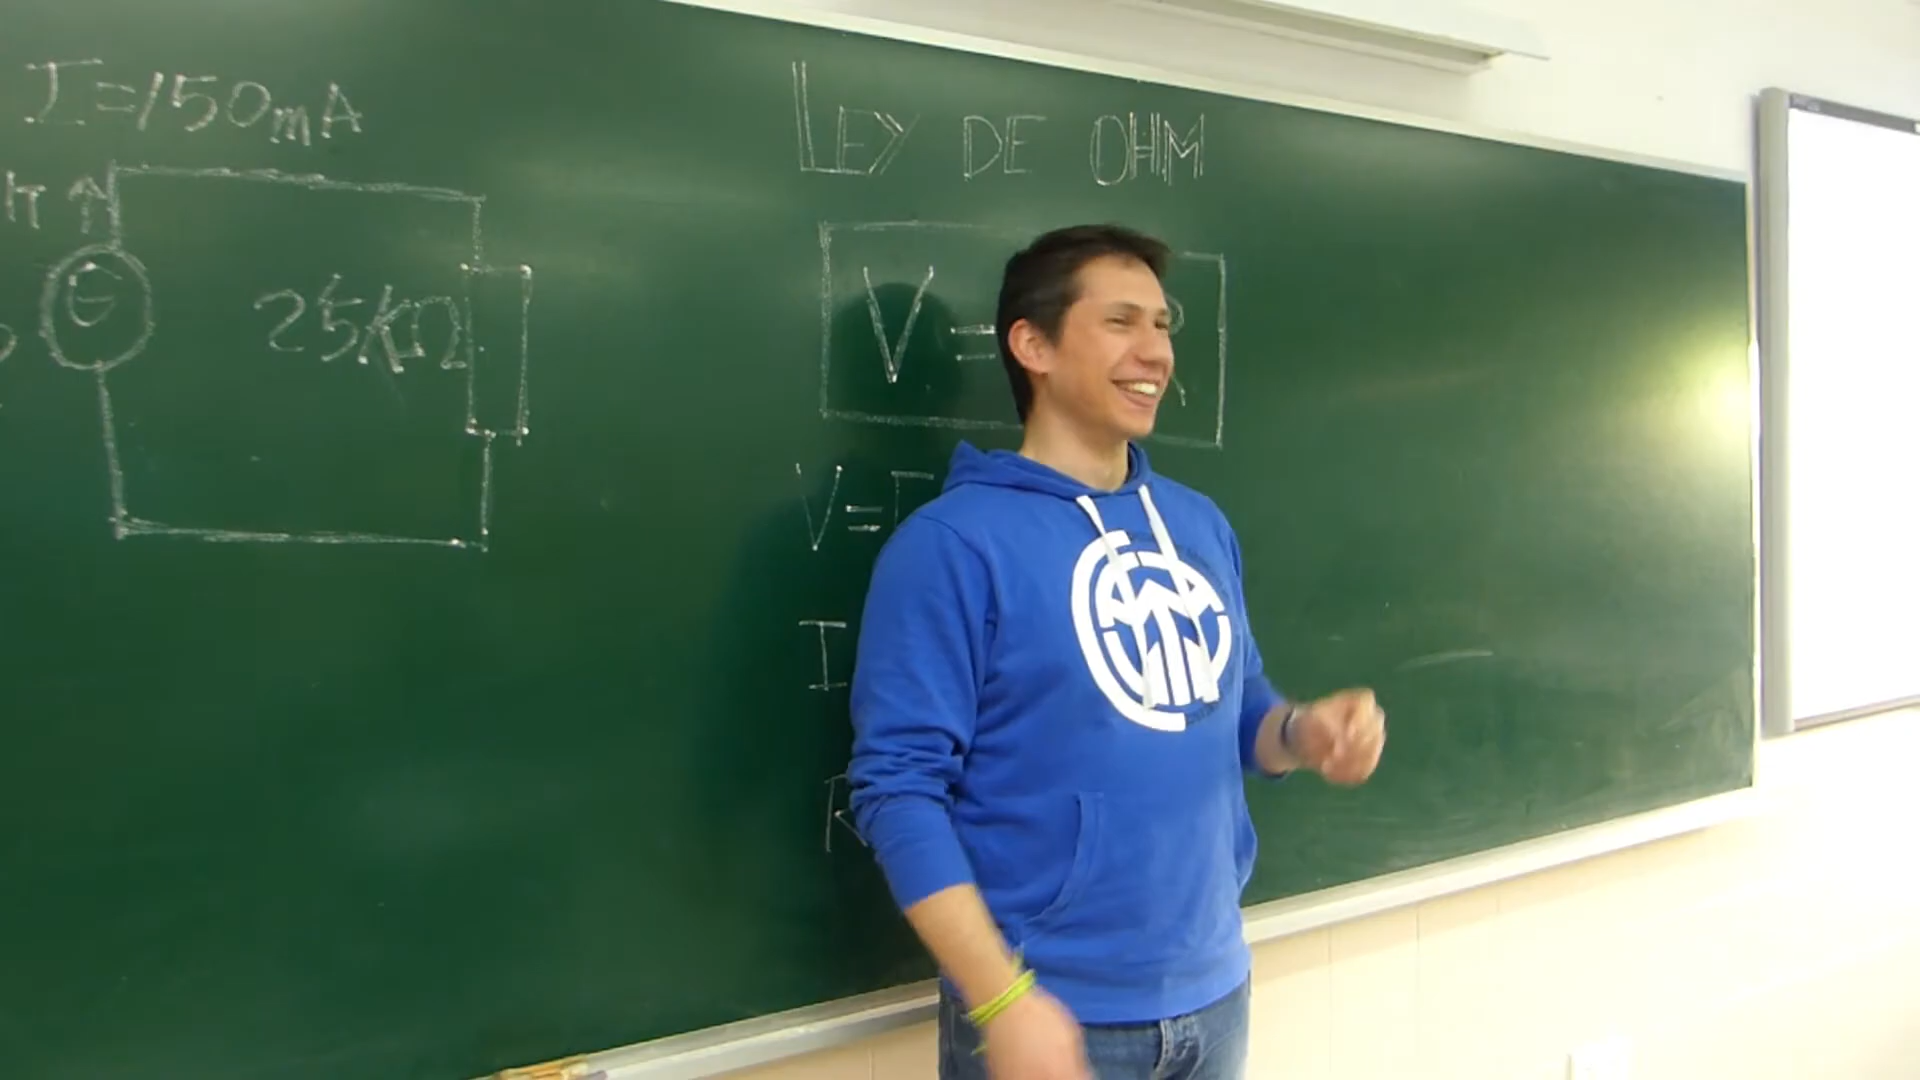 I=150mA
LEY DE OHM
G
25kΩ
V =
V=I
I
R